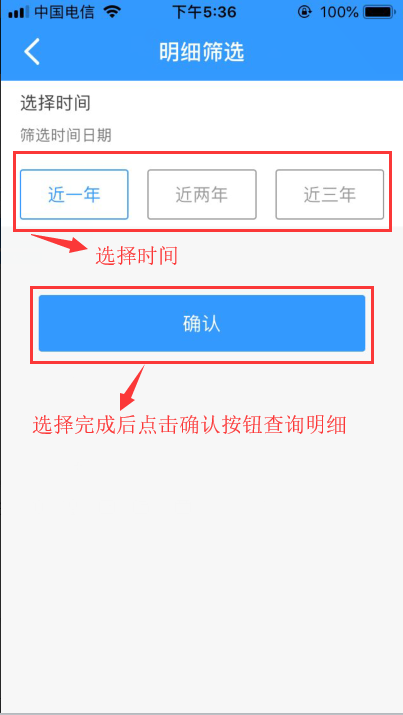 中国电信 下午5:36 100%
明细筛选
选择时间
筛选时间日期
近一年 近两年 近三年
选择时间
确认
选择完成后点击确认按钮查询明细